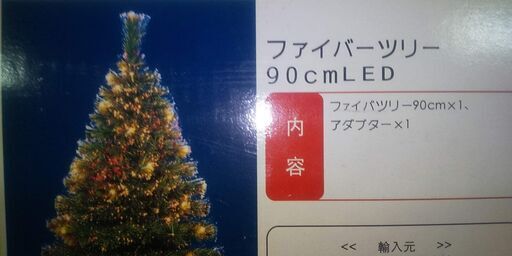 ファイバーツリー
90cmLED
内容
ファイバツリー90cm×1、
アダプター×1
<< 輸入元 >>